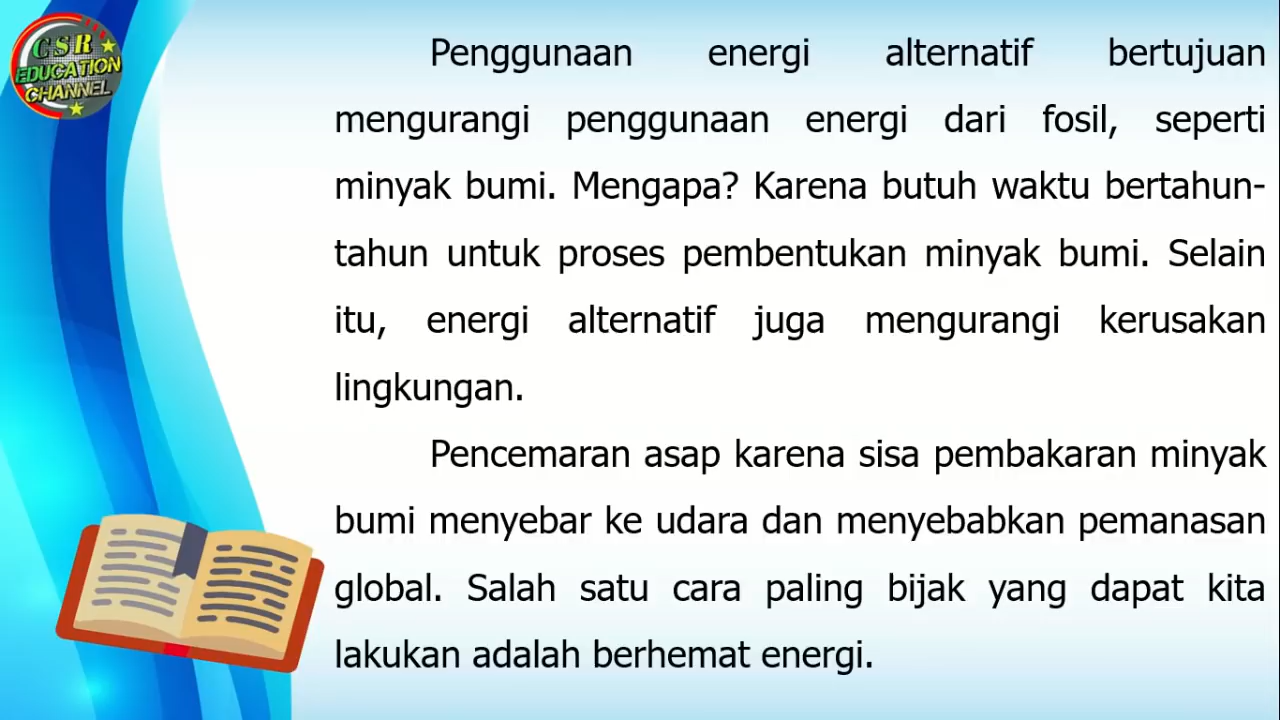 CSR
EDUCATION
CHANNEL
Penggunaan energi alternatif bertujuan
mengurangi penggunaan energi dari fosil, seperti
minyak bumi. Mengapa? Karena butuh waktu bertahun-
tahun untuk proses pembentukan minyak bumi. Selain
itu, energi alternatif juga mengurangi kerusakan
lingkungan.
Pencemaran asap karena sisa pembakaran minyak
bumi menyebar ke udara dan menyebabkan pemanasan
global. Salah satu cara paling bijak yang dapat kita
lakukan adalah berhemat energi.